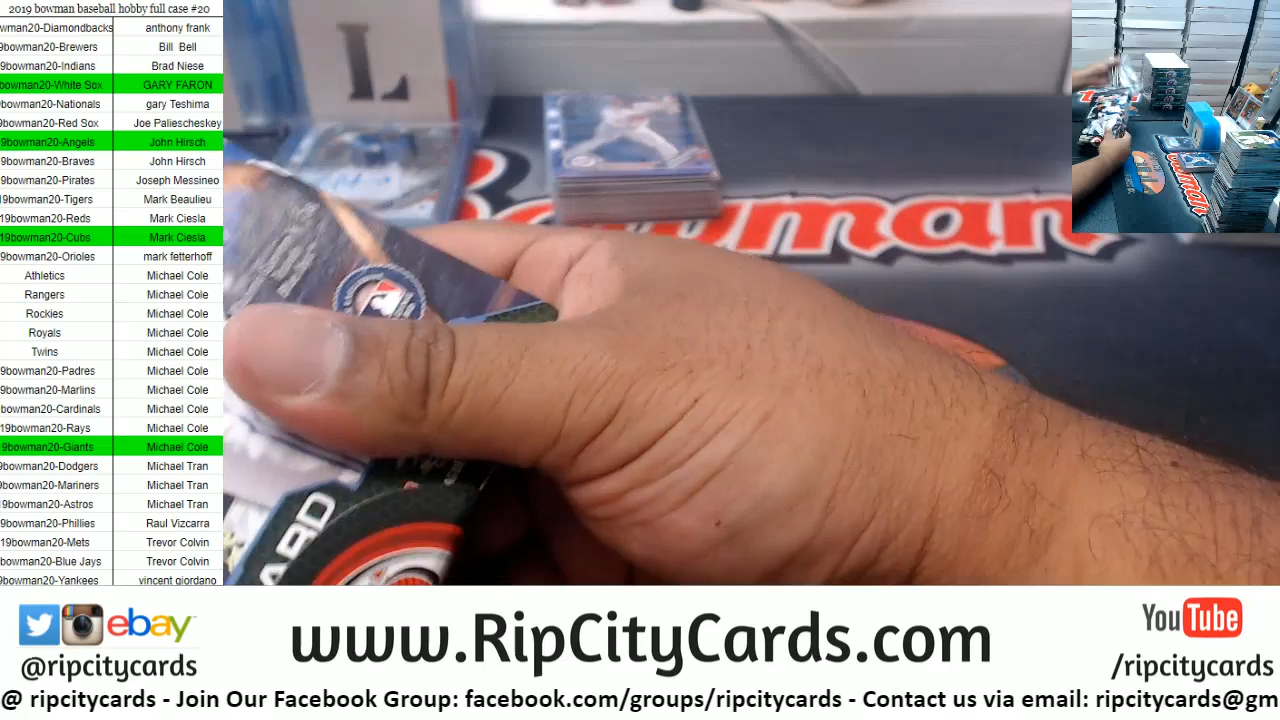 2019 bowman baseball hobby full case #20
wman20-Diamondbacks anthony frank
9bowman20-Brewers Bill Bell
9bowman20-Indians Brad Niese
bowman20-White Sox GARY FARON
bowman20-Nationals gary Teshima
9bowman20-Red Sox Joe Paliescheskey
9bowman20-Angels John Hirsch
9bowman20-Braves John Hirsch
9bowman20-Pirates Joseph Messineo
19bowman20-Tigers Mark Beaulieu
19bowman20-Reds Mark Ciesla
19bowman20-Cubs Mark Ciesla
9bowman20-Orioles mark fetterhoff
Athletics Michael Cole
Rangers Michael Cole
Rockies Michael Cole
Royals Michael Cole
Twins Michael Cole
9bowman20-Padres Michael Cole
9bowman20-Marlins Michael Cole
bowman20-Cardinals Michael Cole
19bowman20-Rays Michael Cole
9bowman20-Giants Michael Cole
9bowman20-Dodgers Michael Tran
9bowman20-Mariners Michael Tran
19bowman20-Astros Michael Tran
9bowman20-Phillies Raul Vizcarra
19bowman20-Mets Trevor Colvin
bowman20-Blue Jays Trevor Colvin
9bowman20-Yankees vincent giordano
L
Bowman
ARD
ebay
@ripcitycards
www.RipCityCards.com
YouTube
/ripcitycards
@ ripcitycards - Join Our Facebook Group: facebook.com/groups/ripcitycards - Contact us via email: ripcitycards@gm